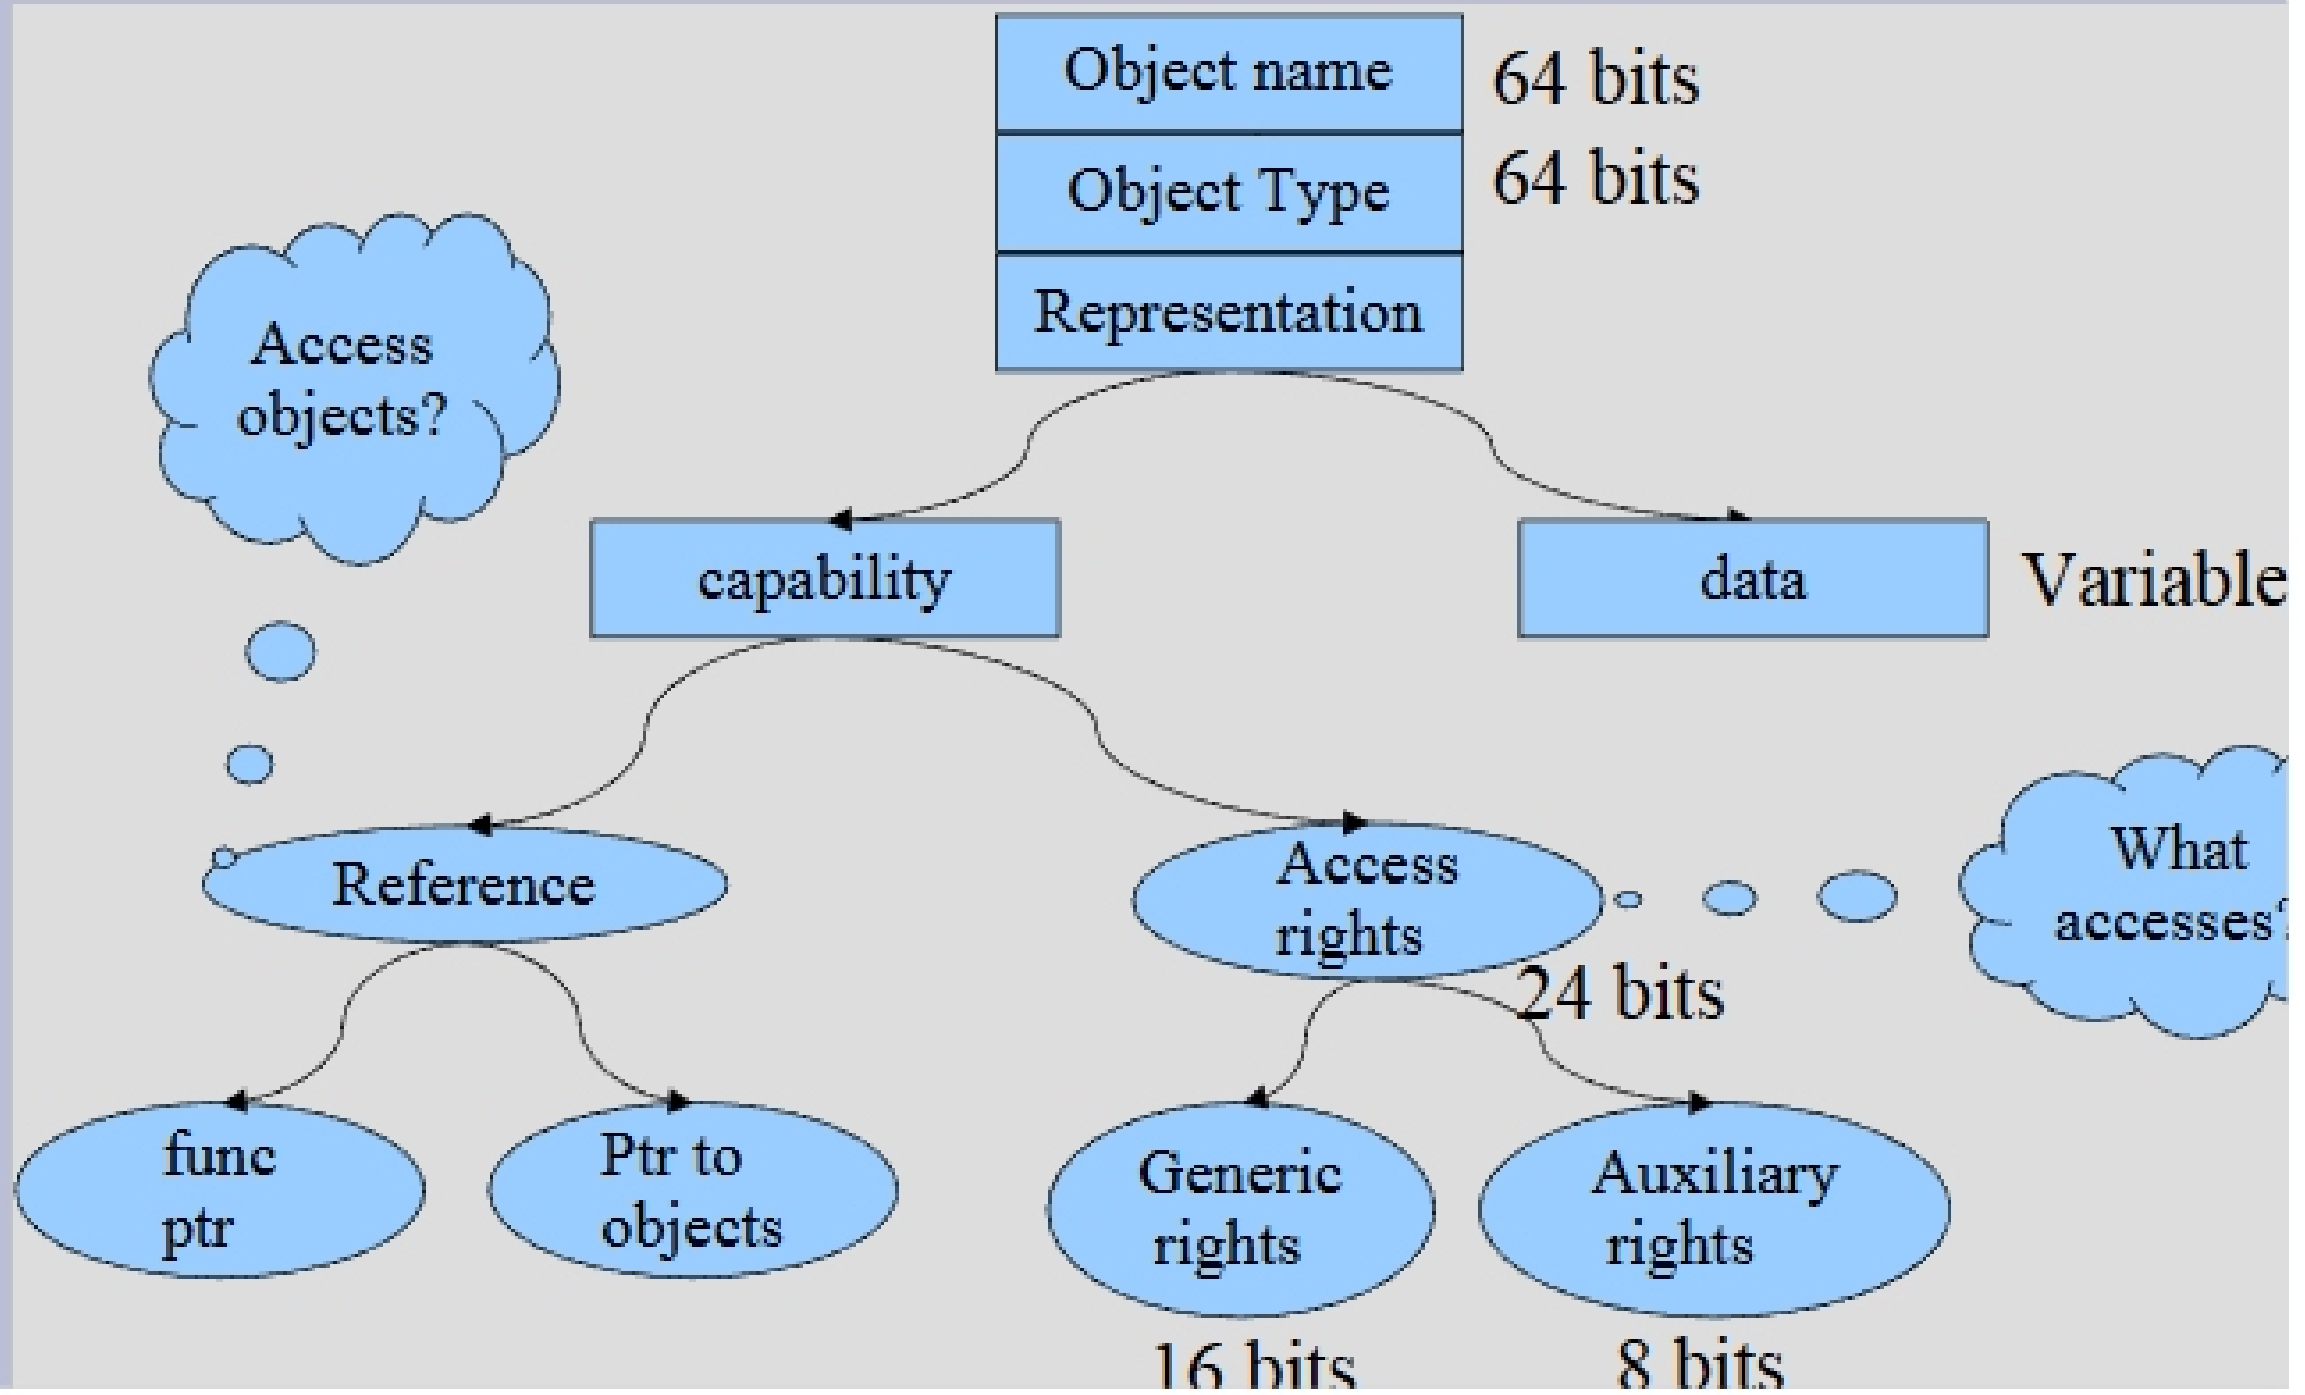 Object name
64 bits
Object Type
64 bits
Representation
Access
objects?
capability
data
Variable
Reference
Access
rights
What
accesses?
24 bits
func
ptr
Ptr to
objects
Generic
rights
Auxiliary
rights
16 bits
8 bits